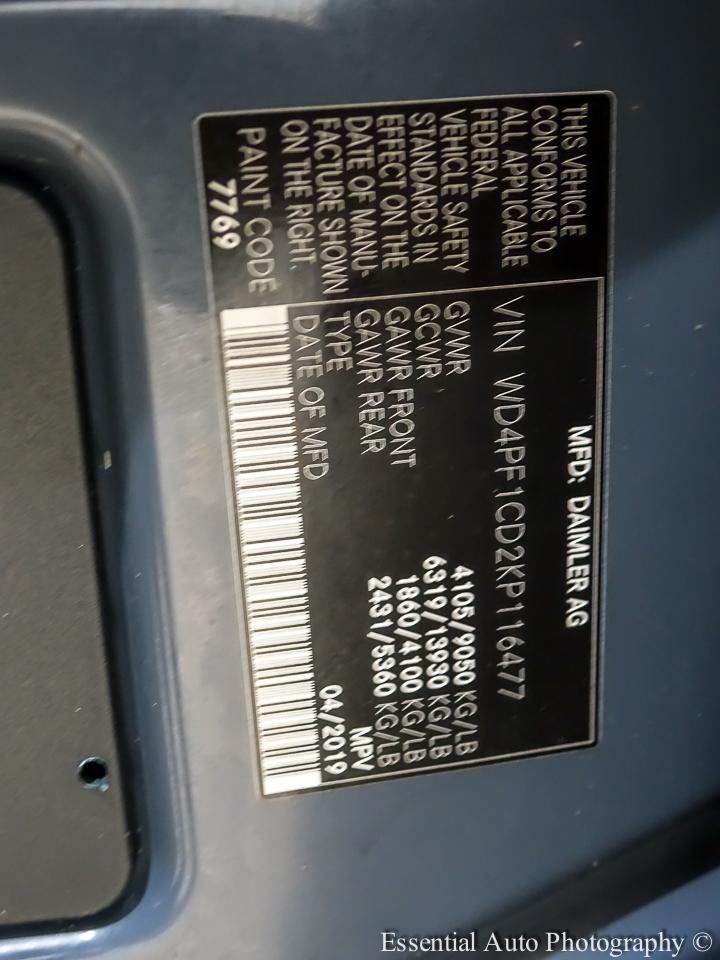 MFD: DAIMLER AG
THIS VEHICLE
CONFORMS TO
ALL APPLICABLE
FEDERAL
VEHICLE SAFETY
STANDARDS IN
EFFECT ON THE
DATE OF MANU-
FACTURE SHOWN
ON THE RIGHT.
PAINT CODE
7769
VIN WD4PF1CD2KP116477
GVWR 4105/9050 KG/LB
GCWR 6319/13930 KG/LB
GAWR FRONT 1860/4100 KG/LB
GAWR REAR 2431/5360 KG/LB
TYPE MPV
DATE OF MFD 04/2019
Essential Auto Photography ©